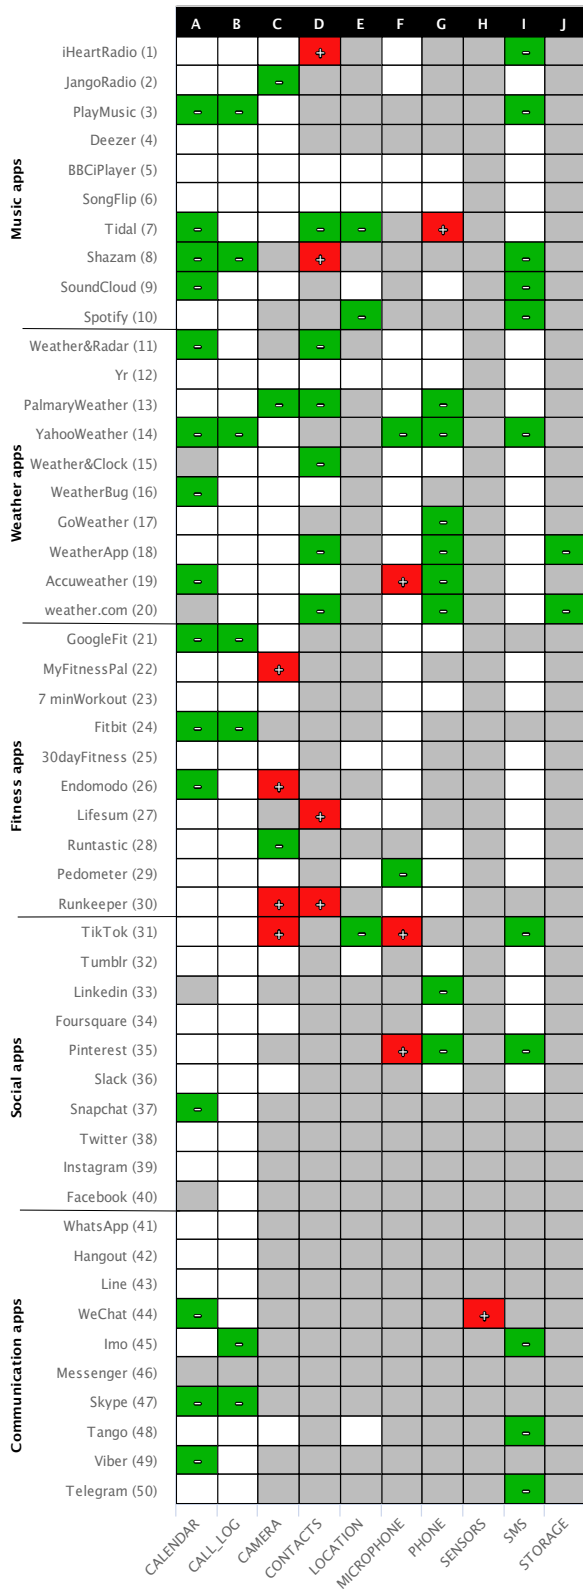 A B C D E F G H I J
Music apps
iHeartRadio (1) + -
JangoRadio (2) -
PlayMusic (3) - - -
Deezer (4)
BBCiPlayer (5)
SongFlip (6)
Tidal (7) - - - +
Shazam (8) - - + -
SoundCloud (9) - -
Spotify (10) - -
Weather apps
Weather&Radar (11) - -
Yr (12)
PalmaryWeather (13) - - -
YahooWeather (14) - - - - -
Weather&Clock (15) -
WeatherBug (16) -
GoWeather (17) -
WeatherApp (18) - - -
Accuweather (19) - + -
weather.com (20) - - -
Fitness apps
GoogleFit (21) - -
MyFitnessPal (22) +
7 minWorkout (23)
Fitbit (24) - -
30dayFitness (25)
Endomodo (26) - +
Lifesum (27) +
Runtastic (28) -
Pedometer (29) -
Runkeeper (30) + +
Social apps
TikTok (31) + - + -
Tumblr (32)
Linkedin (33) -
Foursquare (34)
Pinterest (35) + - -
Slack (36)
Snapchat (37) -
Twitter (38)
Instagram (39)
Facebook (40)
Communication apps
WhatsApp (41)
Hangout (42)
Line (43)
WeChat (44) - +
Imo (45) - -
Messenger (46)
Skype (47) - -
Tango (48) -
Viber (49) -
Telegram (50) -
CALENDAR
CALL_LOG
CAMERA
CONTACTS
LOCATION
MICROPHONE
PHONE
SENSORS
SMS
STORAGE